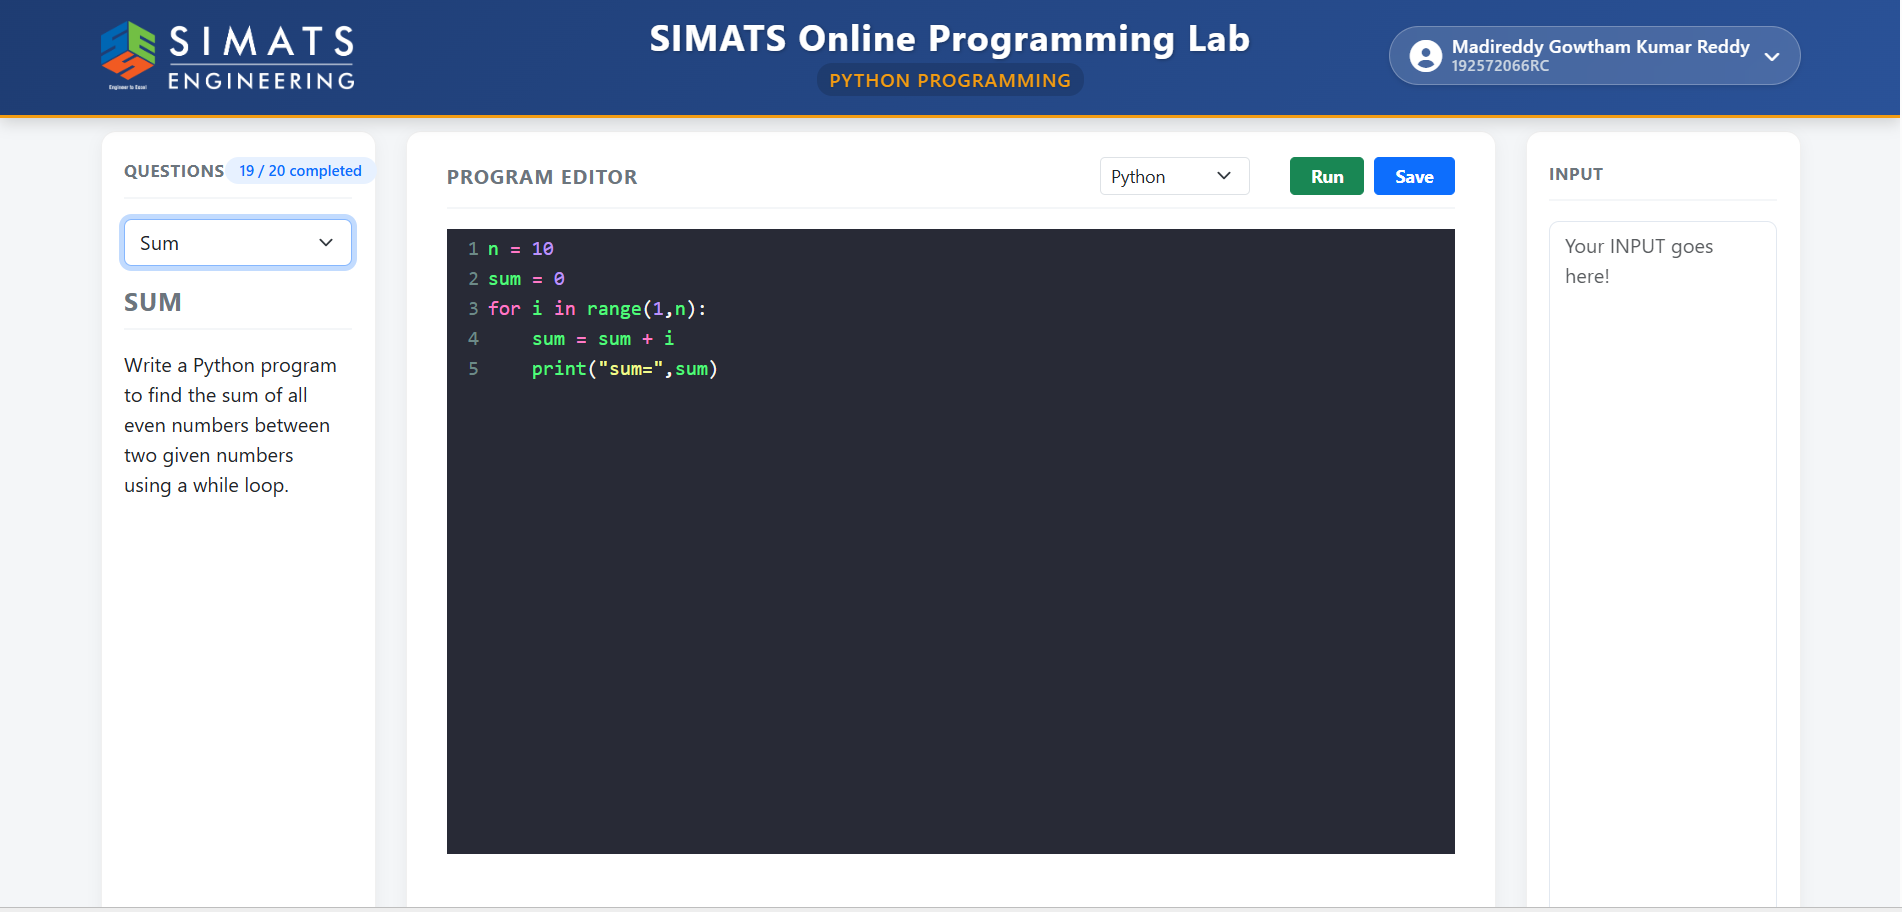 SIMATS
ENGINEERING
Engineer to Excel
SIMATS Online Programming Lab
PYTHON PROGRAMMING
Madireddy Gowtham Kumar Reddy
192572066RC
QUESTIONS 19 / 20 completed
Sum
SUM
Write a Python program
to find the sum of all
even numbers between
two given numbers
using a while loop.
PROGRAM EDITOR
Python
Run
Save
1 n = 10
2 sum = 0
3 for i in range(1,n):
4     sum = sum + i
5     print("sum=",sum)
INPUT
Your INPUT goes
here!